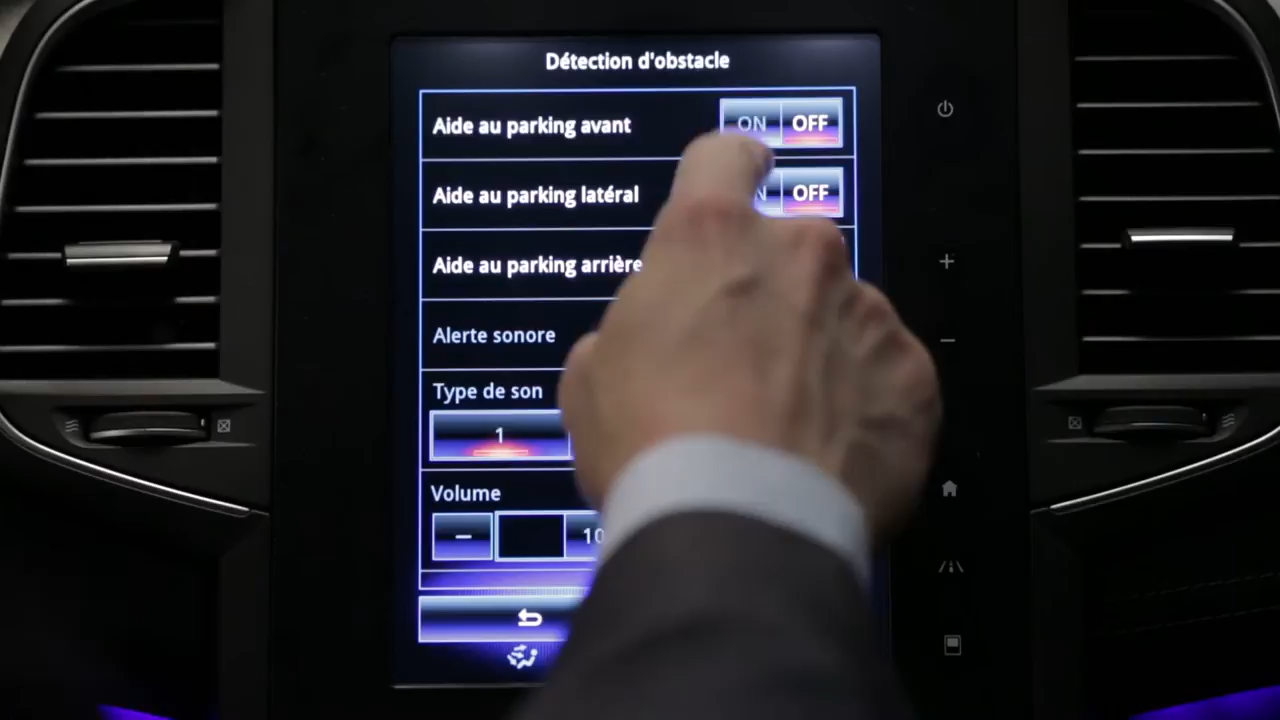 Détection d'obstacle
Aide au parking avant ON OFF
Aide au parking latéral OFF
Aide au parking arrière
Alerte sonore
Type de son
1
Volume
10